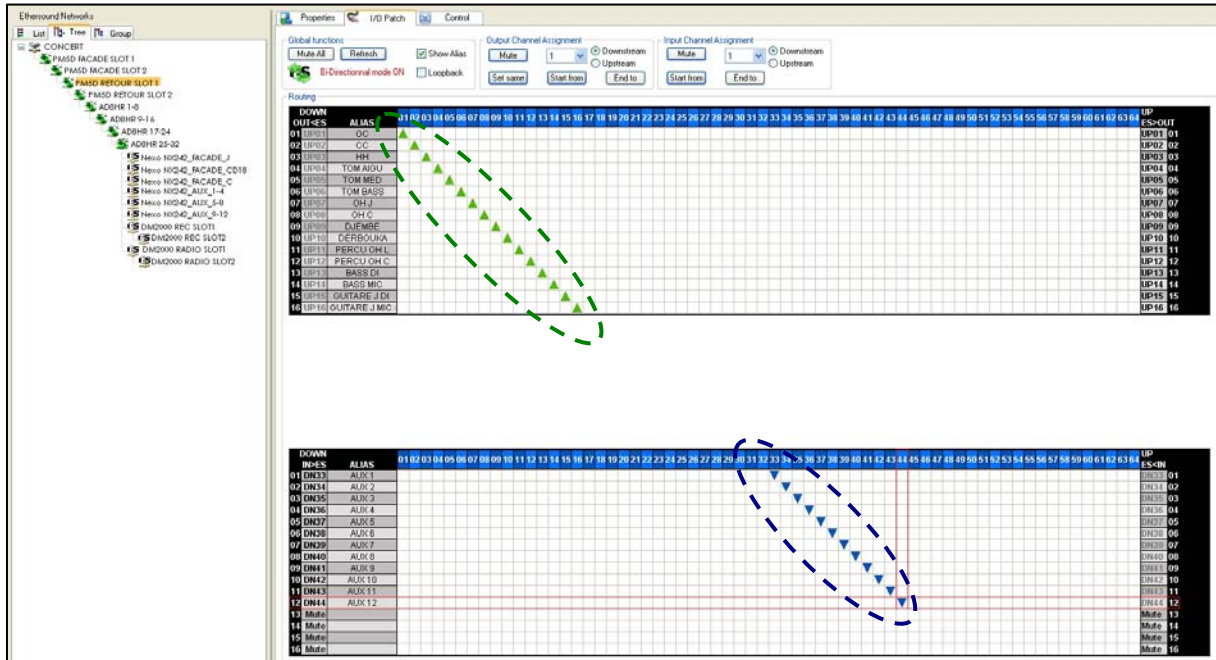 Ethersound Networks
List Tree Group
CONCERT
PM5D FACADE SLOT 1
PM5D FACADE SLOT 2
PM5D RETOUR SLOT 1
PM5D RETOUR SLOT 2
AD8HR 1-8
AD8HR 9-16
AD8HR 17-24
AD8HR 25-32
Nexo NX242_FACADE_J
Nexo NX242_FACADE_CD18
Nexo NX242_FACADE_C
Nexo NX242_AUX_1-4
Nexo NX242_AUX_5-8
Nexo NX242_AUX_9-12
DM2000 REC SLOT1
DM2000 REC SLOT2
DM2000 RADIO SLOT1
DM2000 RADIO SLOT2
Properties I/O Patch Control
Global functions
Mute All Refresh Show Alias
Bi-Directionnal mode ON Loopback
Output Channel Assignment
Mute 1 Downstream
Upstream
Set same Start from End to
Input Channel Assignment
Mute 1 Downstream
Upstream
Start from End to
Routing
DOWN UP
OUT<ES ALIAS 01 02 03 04 05 06 07 08 09 10 11 12 13 14 15 16 17 18 19 20 21 22 23 24 25 26 27 28 29 30 31 32 33 34 35 36 37 38 39 40 41 42 43 44 45 46 47 48 49 50 51 52 53 54 55 56 57 58 59 60 61 62 63 64 ES>OUT
01 UP01 OC UP01 01
02 UP02 CC UP02 02
03 UP03 HH UP03 03
04 UP04 TOM AIGU UP04 04
05 UP05 TOM MED UP05 05
06 UP06 TOM BASS UP06 06
07 UP07 OH J UP07 07
08 UP08 OH C UP08 08
09 UP09 DJEMBE UP09 09
10 UP10 DERBOUKA UP10 10
11 UP11 PERCU OH L UP11 11
12 UP12 PERCU OH C UP12 12
13 UP13 BASS DI UP13 13
14 UP14 BASS MIC UP14 14
15 UP15 GUITARE J DI UP15 15
16 UP16 GUITARE J MIC UP16 16
DOWN UP
IN>ES ALIAS 01 02 03 04 05 06 07 08 09 10 11 12 13 14 15 16 17 18 19 20 21 22 23 24 25 26 27 28 29 30 31 32 33 34 35 36 37 38 39 40 41 42 43 44 45 46 47 48 49 50 51 52 53 54 55 56 57 58 59 60 61 62 63 64 ES<IN
01 DN33 AUX 1 DN33 01
02 DN34 AUX 2 DN34 02
03 DN35 AUX 3 DN35 03
04 DN36 AUX 4 DN36 04
05 DN37 AUX 5 DN37 05
06 DN38 AUX 6 DN38 06
07 DN39 AUX 7 DN39 07
08 DN40 AUX 8 DN40 08
09 DN41 AUX 9 DN41 09
10 DN42 AUX 10 DN42 10
11 DN43 AUX 11 DN43 11
12 DN44 AUX 12 DN44 12
13 Mute Mute 13
14 Mute Mute 14
15 Mute Mute 15
16 Mute Mute 16